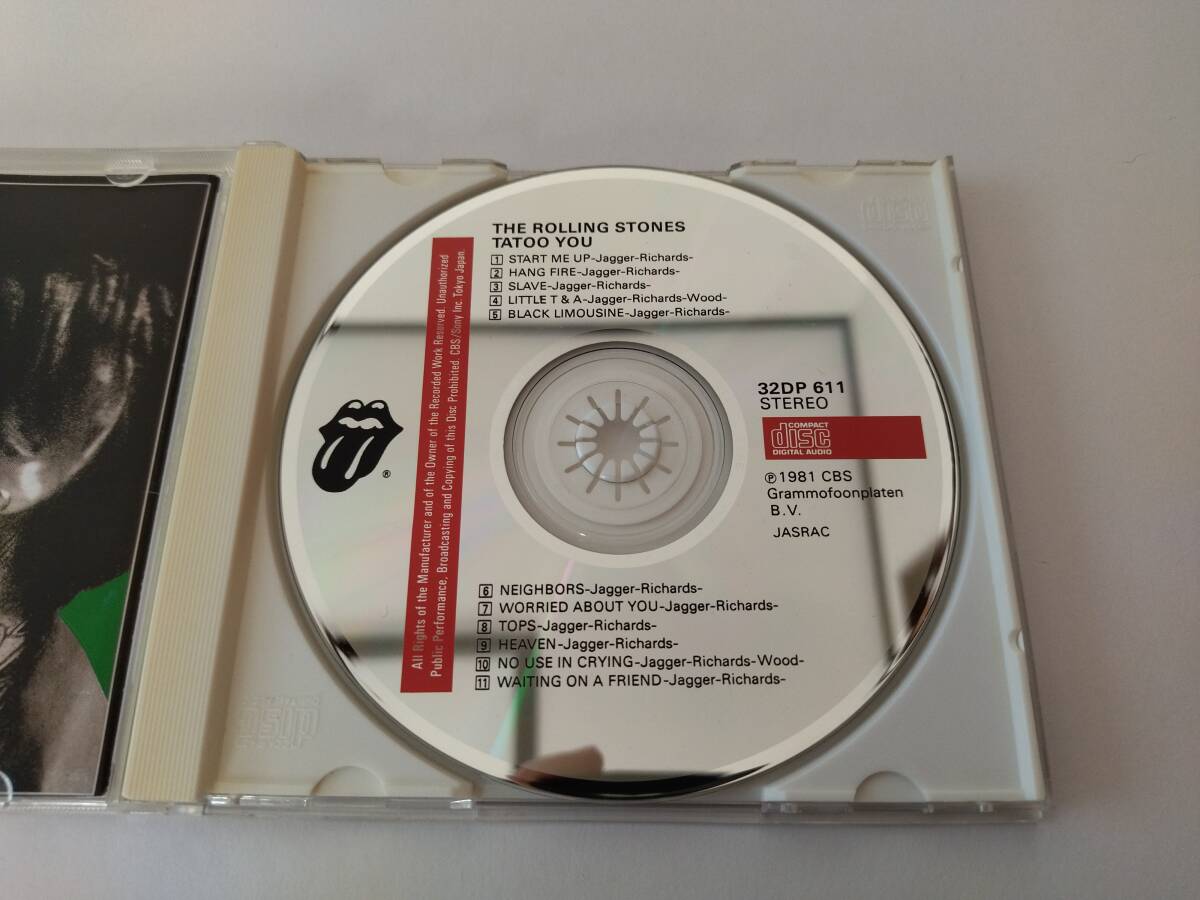 THE ROLLING STONES
TATOO YOU
1 START ME UP-Jagger-Richards-
2 HANG FIRE-Jagger-Richards-
3 SLAVE-Jagger-Richards-
4 LITTLE T & A-Jagger-Richards-Wood-
5 BLACK LIMOUSINE-Jagger-Richards-
All Rights of the Manufacturer and of the Owner of the Recorded Work Reserved. Unauthorized
Public Performance, Broadcasting and Copying of this Disc Prohibited. CBS/Sony Inc. Tokyo Japan.
®
32DP 611
STEREO
COMPACT
disc
DIGITAL AUDIO
℗1981 CBS
Grammofoonplaten
B.V.
JASRAC
6 NEIGHBORS-Jagger-Richards-
7 WORRIED ABOUT YOU-Jagger-Richards-
8 TOPS-Jagger-Richards-
9 HEAVEN-Jagger-Richards-
10 NO USE IN CRYING-Jagger-Richards-Wood-
11 WAITING ON A FRIEND-Jagger-Richards-